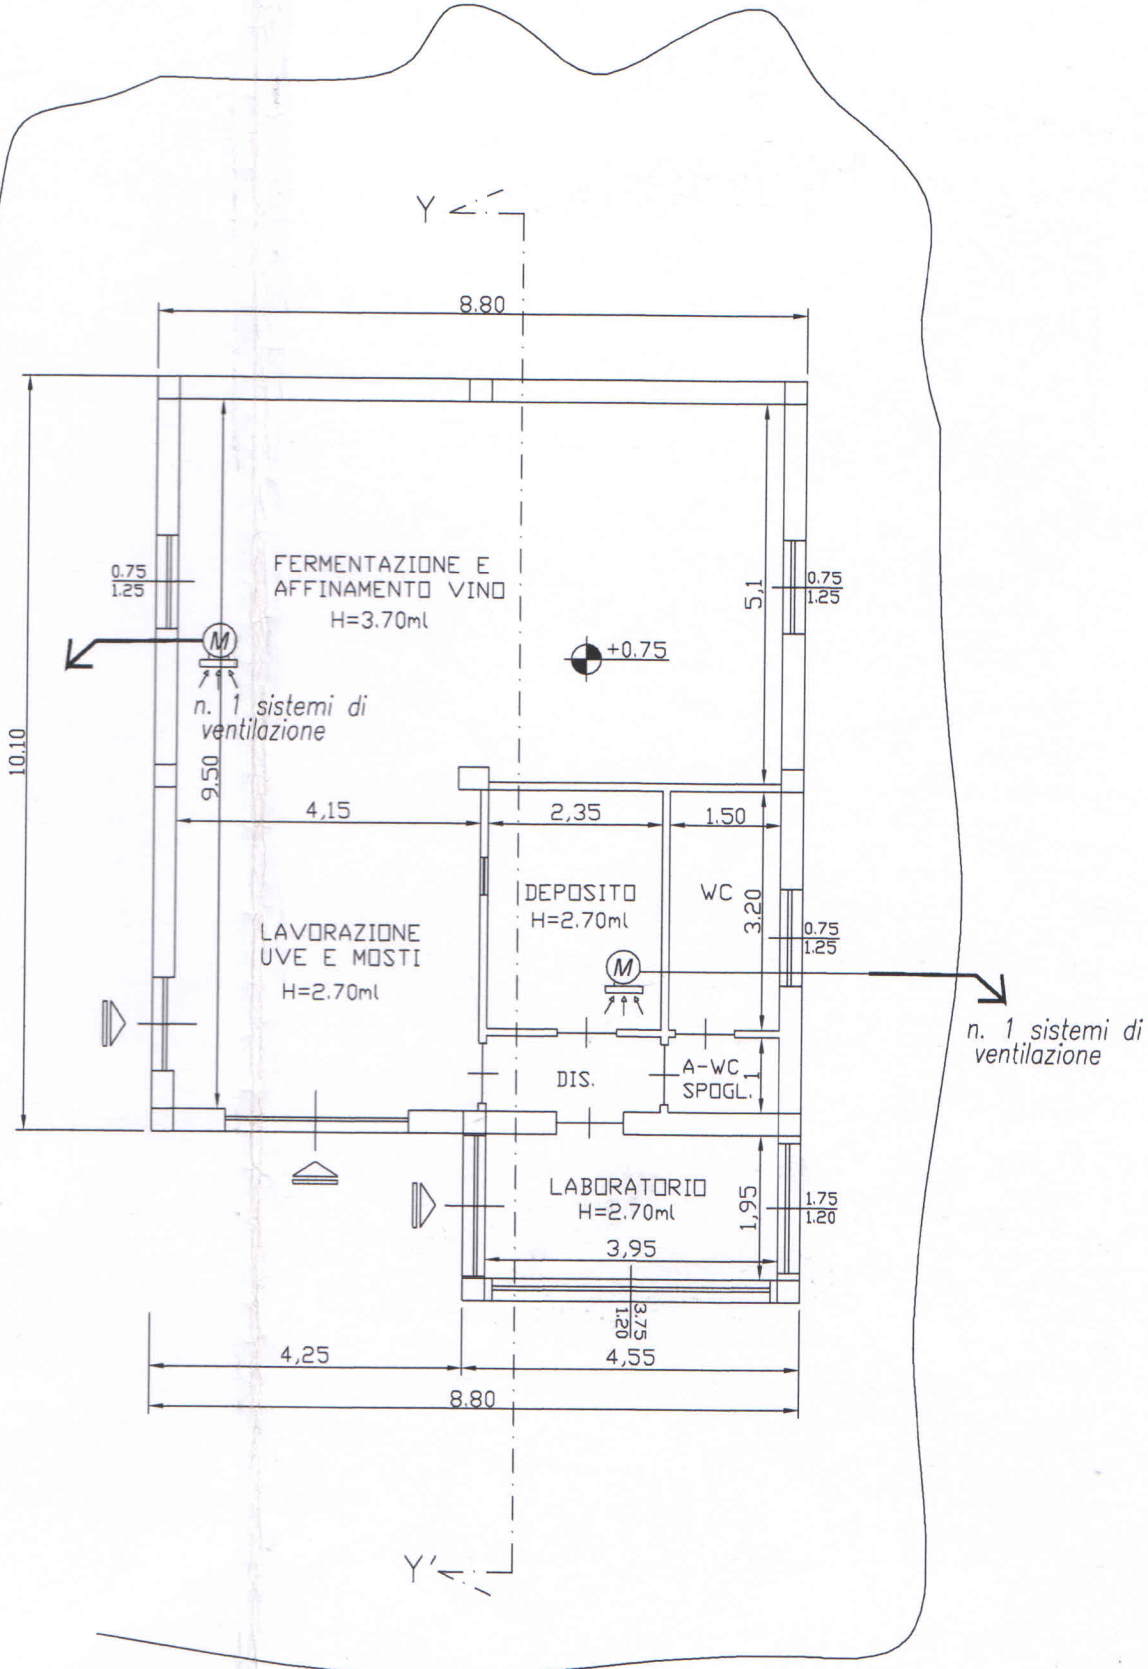 Y
8.80
FERMENTAZIONE E
AFFINAMENTO VINO
H=3.70ml
0.75
1.25
5,1
0.75
1.25
M
+0.75
n. 1 sistemi di
ventilazione
10.10
9.50
4,15
2,35
1.50
DEPOSITO
H=2.70ml
WC
3.20
0.75
1.25
LAVORAZIONE
UVE E MOSTI
H=2.70ml
M
n. 1 sistemi di
ventilazione
DIS.
A-WC
SPOGL.
1
LABORATORIO
H=2.70ml
1,95
1.75
1.20
3,95
3.75
1.20
4,25
4,55
8.80
Y'